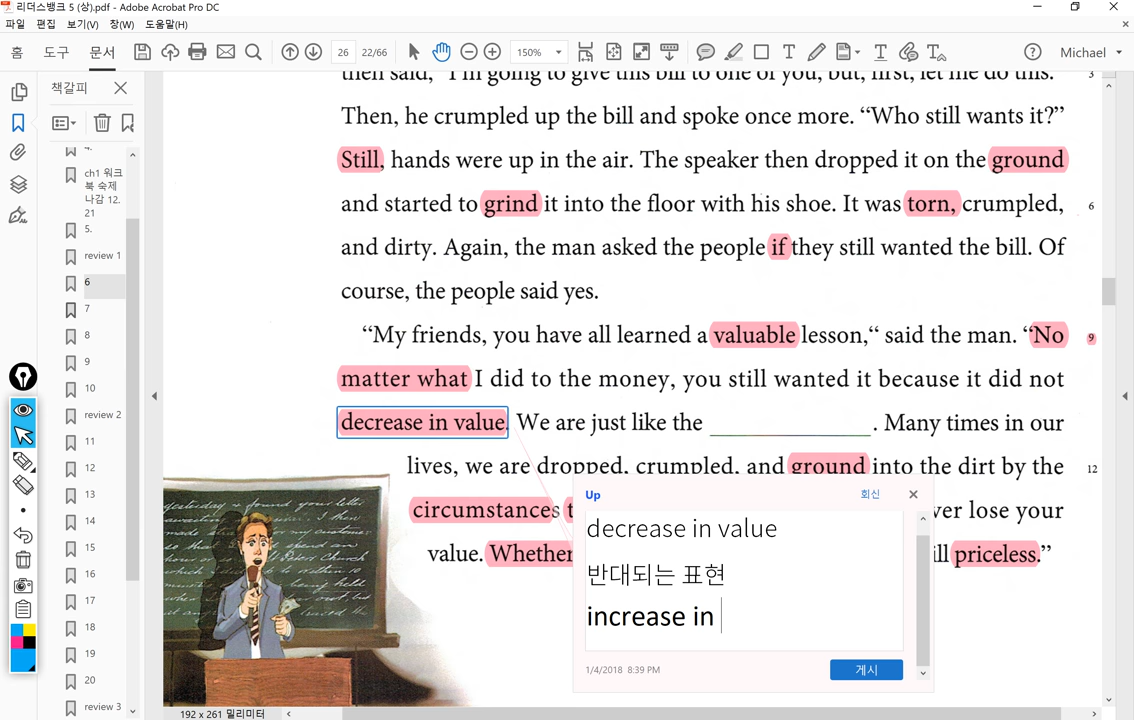 리더스뱅크 5 (상).pdf - Adobe Acrobat Pro DC
파일 편집 보기(V) 창(W) 도움말(H)
홈 도구 문서 26 22/66 150% Michael
책갈피
4.
ch1 워크
북 숙제
나감 12.
21
5.
review 1
6
7
8
9
10
review 2
11
12
13
14
15
16
17
18
19
20
review 3
then said, "I'm going to give this bill to one of you, but, first, let me do this. 3
Then, he crumpled up the bill and spoke once more. “Who still wants it?”
Still, hands were up in the air. The speaker then dropped it on the ground
and started to grind it into the floor with his shoe. It was torn, crumpled, 6
and dirty. Again, the man asked the people if they still wanted the bill. Of
course, the people said yes.
“My friends, you have all learned a valuable lesson,“ said the man. “No 9
matter what I did to the money, you still wanted it because it did not
decrease in value. We are just like the ____________. Many times in our
lives, we are dropped, crumpled, and ground into the dirt by the 12
circumstances t ver lose your
value. Whether ill priceless.”
Up 회신
decrease in value
반대되는 표현
increase in
1/4/2018 8:39 PM 게시
192 x 261 밀리미터